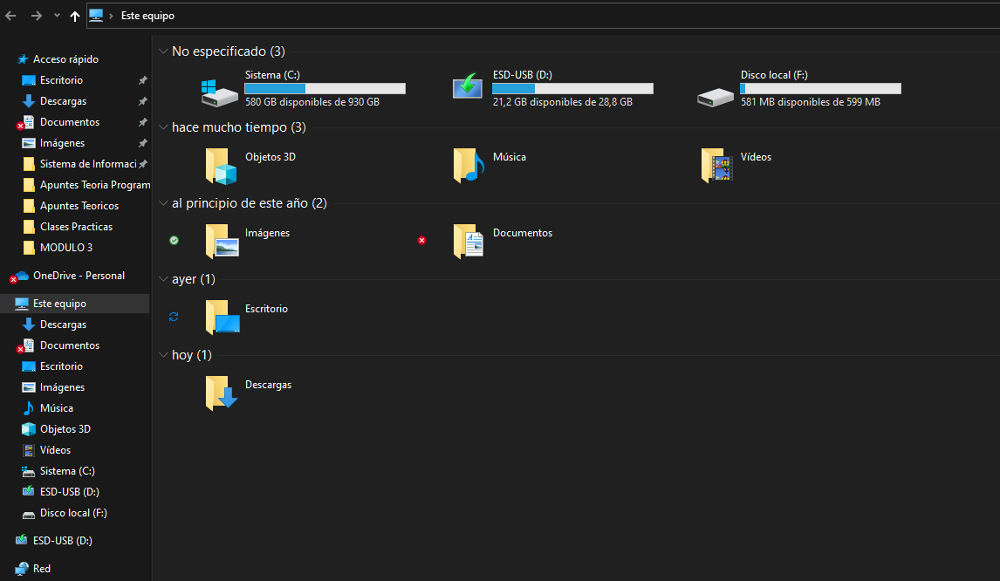 Este equipo
Acceso rápido
Escritorio
Descargas
Documentos
Imágenes
Sistema de Informaci
Apuntes Teoria Program
Apuntes Teoricos
Clases Practicas
MODULO 3
OneDrive - Personal
Este equipo
Descargas
Documentos
Escritorio
Imágenes
Música
Objetos 3D
Vídeos
Sistema (C:)
ESD-USB (D:)
Disco local (F:)
ESD-USB (D:)
Red
No especificado (3)
Sistema (C:)
580 GB disponibles de 930 GB
ESD-USB (D:)
21,2 GB disponibles de 28,8 GB
Disco local (F:)
581 MB disponibles de 599 MB
hace mucho tiempo (3)
Objetos 3D
Música
Vídeos
al principio de este año (2)
Imágenes
Documentos
ayer (1)
Escritorio
hoy (1)
Descargas